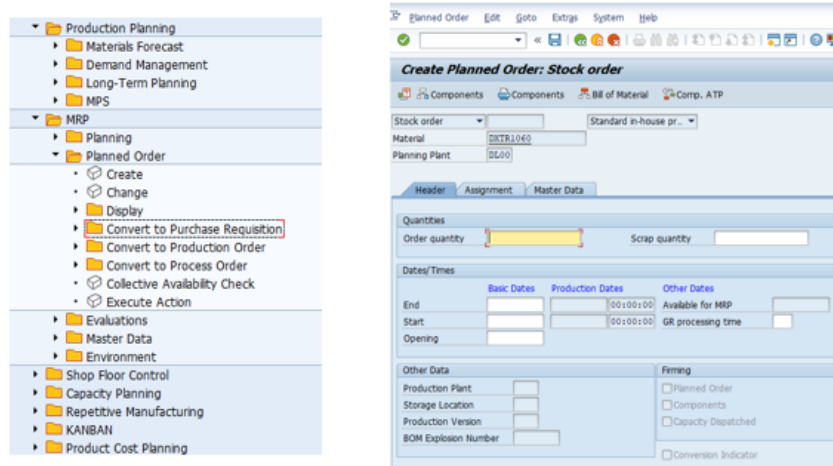 Production Planning
Materials Forecast
Demand Management
Long-Term Planning
MPS
MRP
Planning
Planned Order
Create
Change
Display
Convert to Purchase Requisition
Convert to Production Order
Convert to Process Order
Collective Availability Check
Execute Action
Evaluations
Master Data
Environment
Shop Floor Control
Capacity Planning
Repetitive Manufacturing
KANBAN
Product Cost Planning
Planned Order Edit Goto Extras System Help
Create Planned Order: Stock order
Components Components Bill of Material Comp. ATP
Stock order Standard in-house pr..
Material DXTR1060
Planning Plant DL00
Header Assignment Master Data
Quantities
Order quantity Scrap quantity
Dates/Times
Basic Dates Production Dates Other Dates
End 00:00:00 Available for MRP
Start 00:00:00 GR processing time
Opening
Other Data Firming
Production Plant Planned Order
Storage Location Components
Production Version Capacity Dispatched
BOM Explosion Number
Conversion Indicator